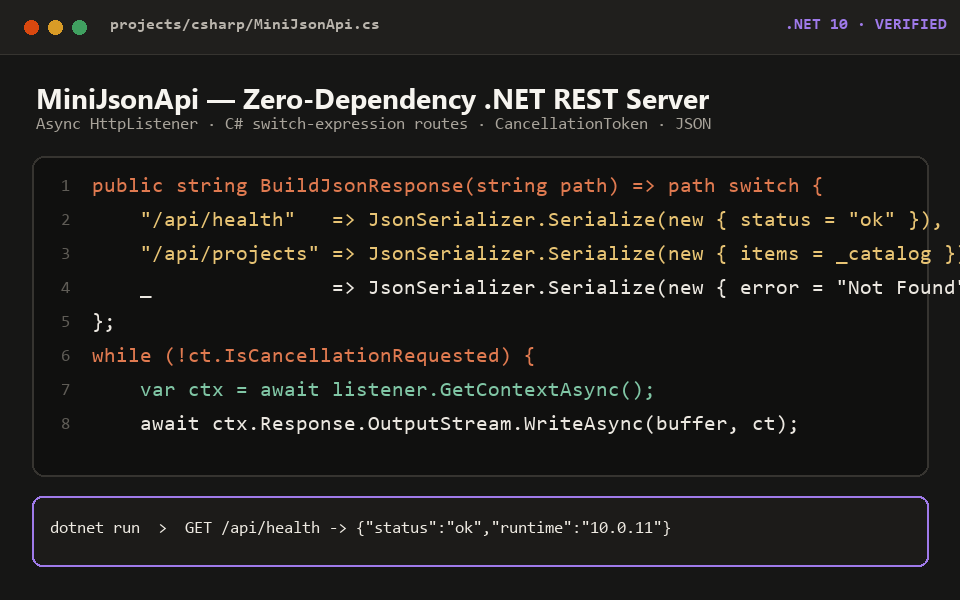 projects/csharp/MiniJsonApi.cs
.NET 10 · VERIFIED
MiniJsonApi — Zero-Dependency .NET REST Server
Async HttpListener · C# switch-expression routes · CancellationToken · JSON
1 public string BuildJsonResponse(string path) => path switch {
2     "/api/health"   => JsonSerializer.Serialize(new { status = "ok" }),
3     "/api/projects" => JsonSerializer.Serialize(new { items = _catalog })
4     _               => JsonSerializer.Serialize(new { error = "Not Found"
5 };
6 while (!ct.IsCancellationRequested) {
7     var ctx = await listener.GetContextAsync();
8     await ctx.Response.OutputStream.WriteAsync(buffer, ct);
dotnet run  >  GET /api/health -> {"status":"ok","runtime":"10.0.11"}